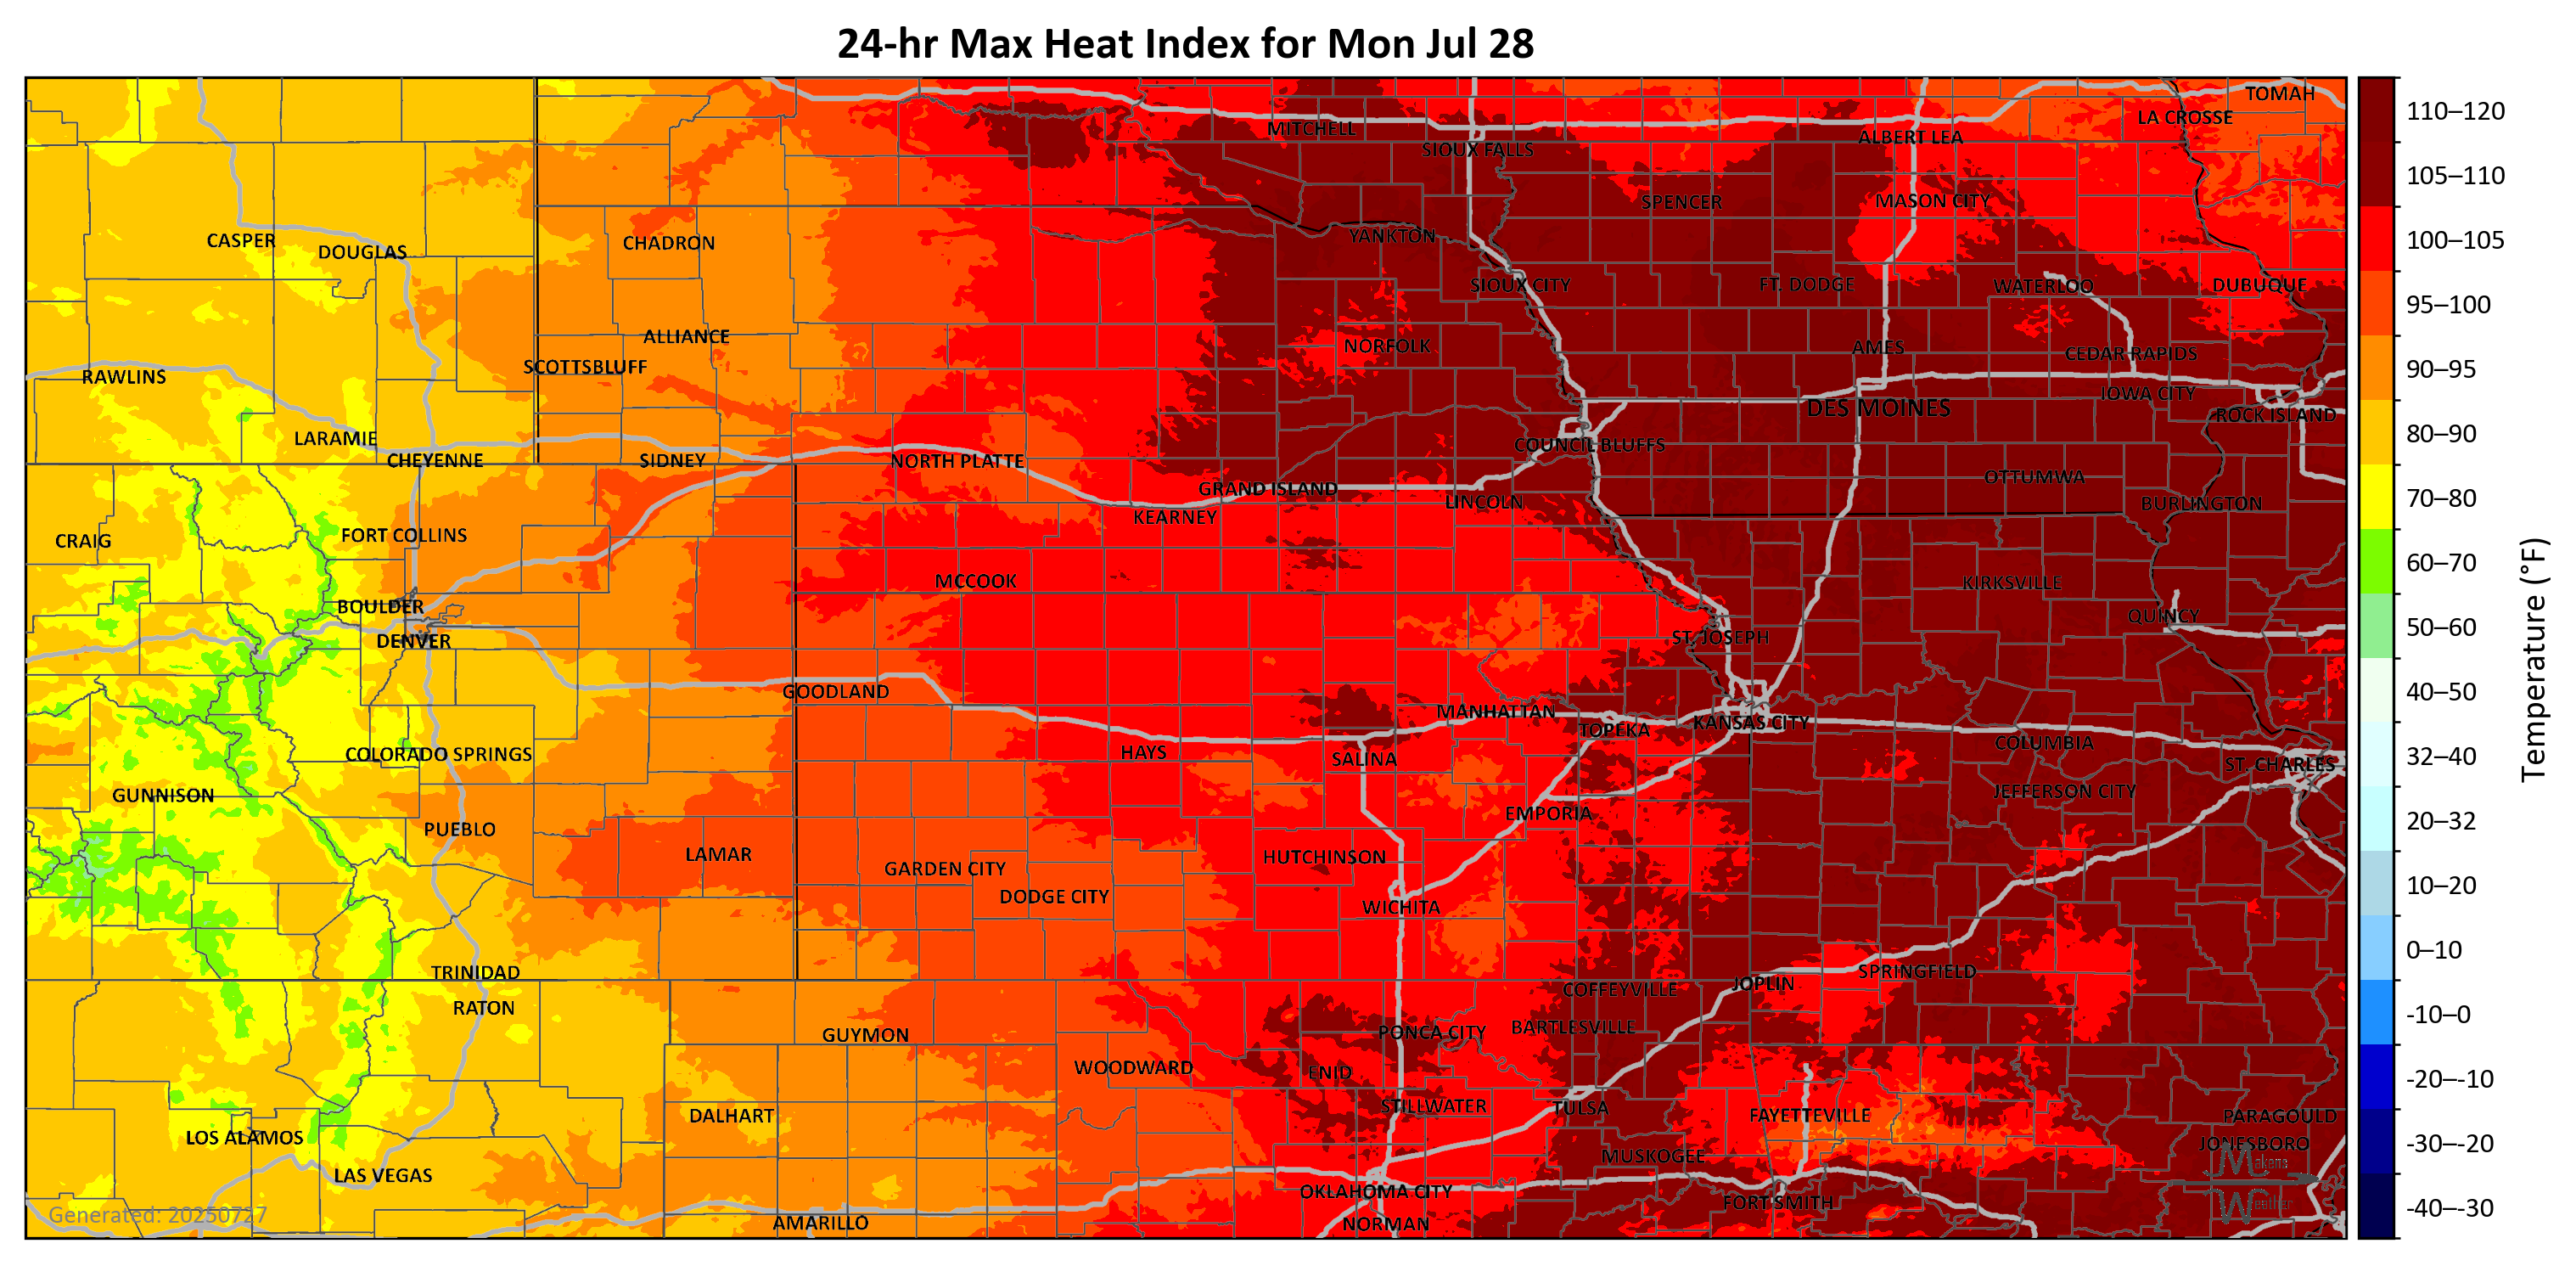 24-hr Max Heat Index for Mon Jul 28
TOMAH
LA CROSSE
MITCHELL
ALBERT LEA
SIOUX FALLS
SPENCER
MASON CITY
YANKTON
CASPER
CHADRON
DOUGLAS
SIOUX CITY
FT. DODGE
WATERLOO
DUBUQUE
ALLIANCE
NORFOLK
AMES
CEDAR RAPIDS
SCOTTSBLUFF
RAWLINS
IOWA CITY
DES MOINES
ROCK ISLAND
LARAMIE
COUNCIL BLUFFS
CHEYENNE
SIDNEY
NORTH PLATTE
OTTUMWA
GRAND ISLAND
LINCOLN
BURLINGTON
KEARNEY
FORT COLLINS
CRAIG
MCCOOK
KIRKSVILLE
BOULDER
QUINCY
DENVER
ST. JOSEPH
GOODLAND
MANHATTAN
KANSAS CITY
TOPEKA
COLUMBIA
HAYS
COLORADO SPRINGS
SALINA
ST. CHARLES
GUNNISON
JEFFERSON CITY
EMPORIA
PUEBLO
LAMAR
HUTCHINSON
GARDEN CITY
DODGE CITY
WICHITA
TRINIDAD
SPRINGFIELD
JOPLIN
COFFEYVILLE
RATON
BARTLESVILLE
GUYMON
PONCA CITY
WOODWARD
ENID
STILLWATER
TULSA
DALHART
FAYETTEVILLE
PARAGOULD
LOS ALAMOS
JONESBORO
MUSKOGEE
LAS VEGAS
OKLAHOMA CITY
FORT SMITH
AMARILLO
NORMAN
Makens
Weather
Generated: 20250727
110–120
105–110
100–105
95–100
90–95
80–90
70–80
60–70
50–60
40–50
32–40
20–32
10–20
0–10
-10–0
-20–-10
-30–-20
-40–-30
Temperature (°F)